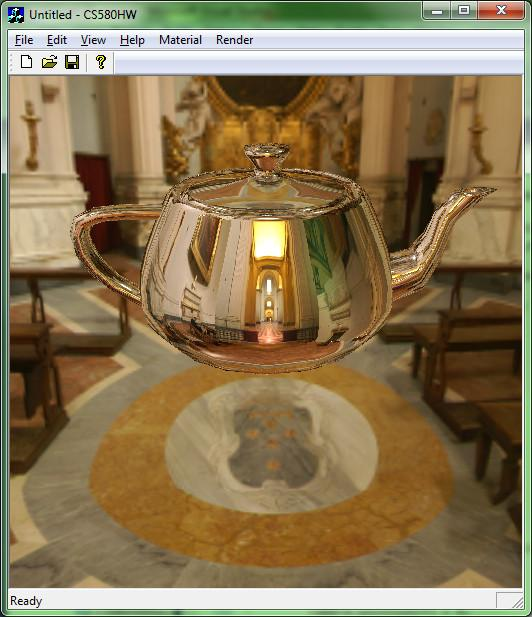 Untitled - CS580HW
File Edit View Help Material Render
Ready